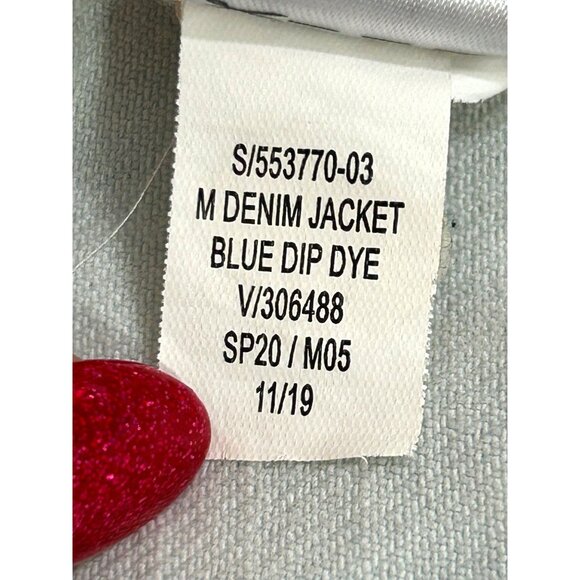 S/553770-03
M DENIM JACKET
BLUE DIP DYE
V/306488
SP20 / M05
11/19